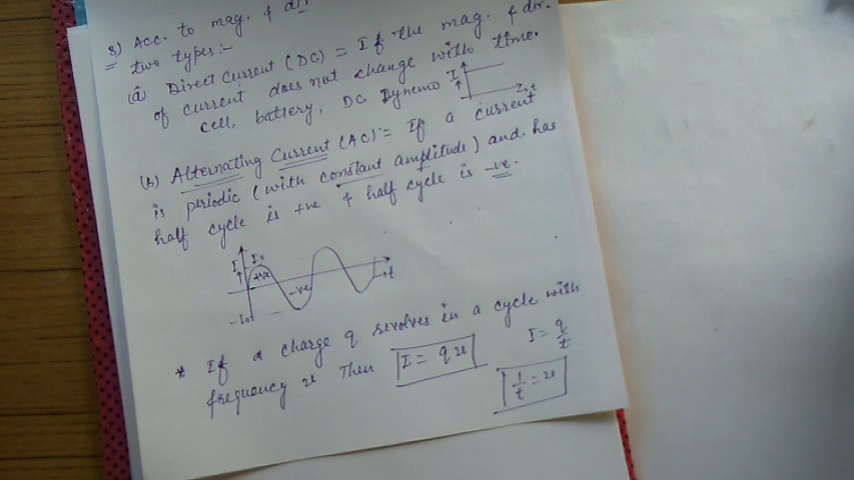 8) Acc. to mag. & dir
two types:-
(a) Direct Current (DC) = If the mag. & dir.
of current does not change with time.
cell, battery, DC Dynemo
I
t
(b) Alternating Current (AC) = If a current
is periodic (with constant amplitude) and has
half cycle is +ve & half cycle is -ve.
I I₀
+ve
-ve
t
-I₀
* If a charge q revolves in a cycle with
frequency ν Then I = qν
I = q/t
1/t = ν